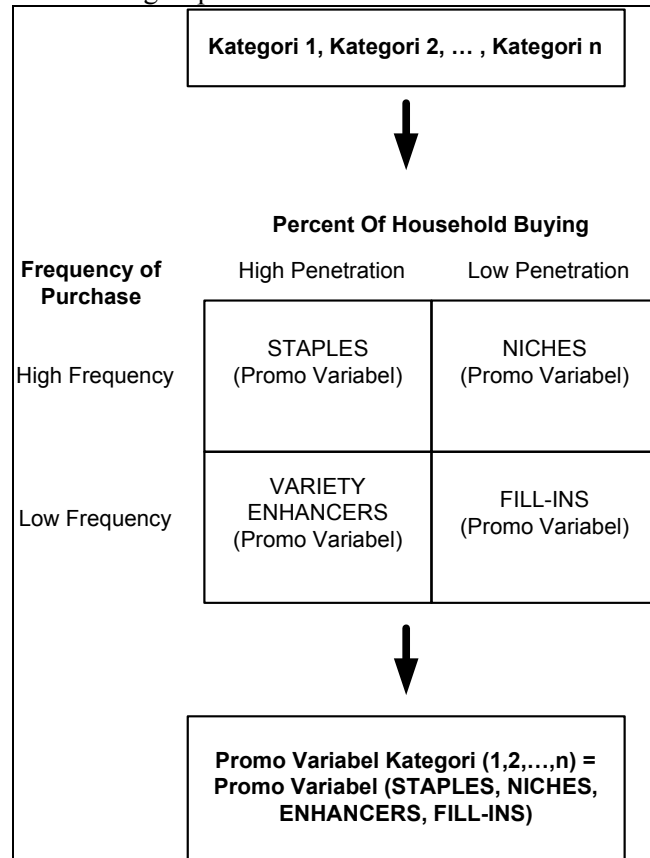 Kategori 1, Kategori 2, … , Kategori n
Percent Of Household Buying
Frequency of
Purchase
High Penetration
Low Penetration
High Frequency
STAPLES
(Promo Variabel)
NICHES
(Promo Variabel)
Low Frequency
VARIETY
ENHANCERS
(Promo Variabel)
FILL-INS
(Promo Variabel)
Promo Variabel Kategori (1,2,…,n) =
Promo Variabel (STAPLES, NICHES,
ENHANCERS, FILL-INS)